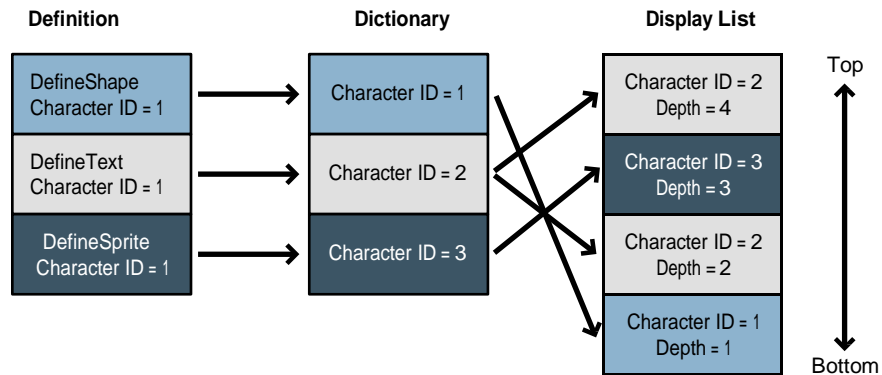 Definition
Dictionary
Display List
DefineShape
Character ID = 1
DefineText
Character ID = 1
DefineSprite
Character ID = 1
Character ID = 1
Character ID = 2
Character ID = 3
Character ID = 2
Depth = 4
Character ID = 3
Depth = 3
Character ID = 2
Depth = 2
Character ID = 1
Depth = 1
Top
Bottom